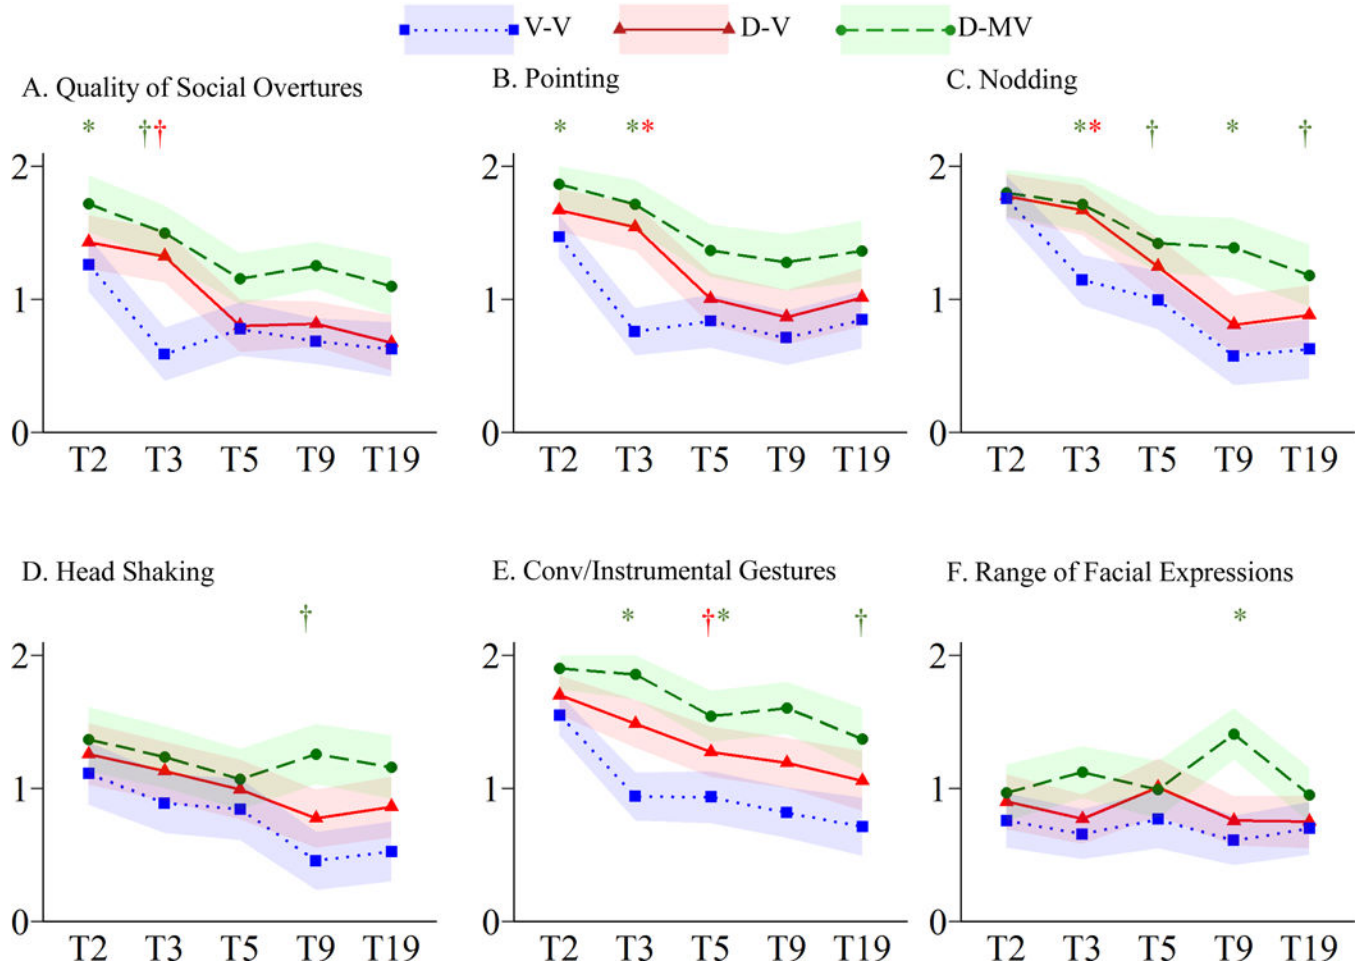 V-V D-V D-MV
A. Quality of Social Overtures
* ††
2
1
0
T2 T3 T5 T9 T19
B. Pointing
* **
2
1
0
T2 T3 T5 T9 T19
C. Nodding
** † * †
2
1
0
T2 T3 T5 T9 T19
D. Head Shaking
†
2
1
0
T2 T3 T5 T9 T19
E. Conv/Instrumental Gestures
* †* †
2
1
0
T2 T3 T5 T9 T19
F. Range of Facial Expressions
*
2
1
0
T2 T3 T5 T9 T19